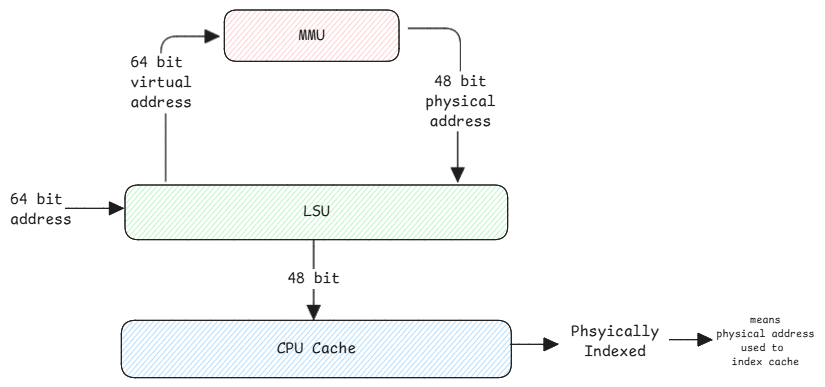 MMU
64 bit
virtual
address
48 bit
physical
address
64 bit
address
LSU
48 bit
CPU Cache
Phsyically
Indexed
means
physical address
used to
index cache